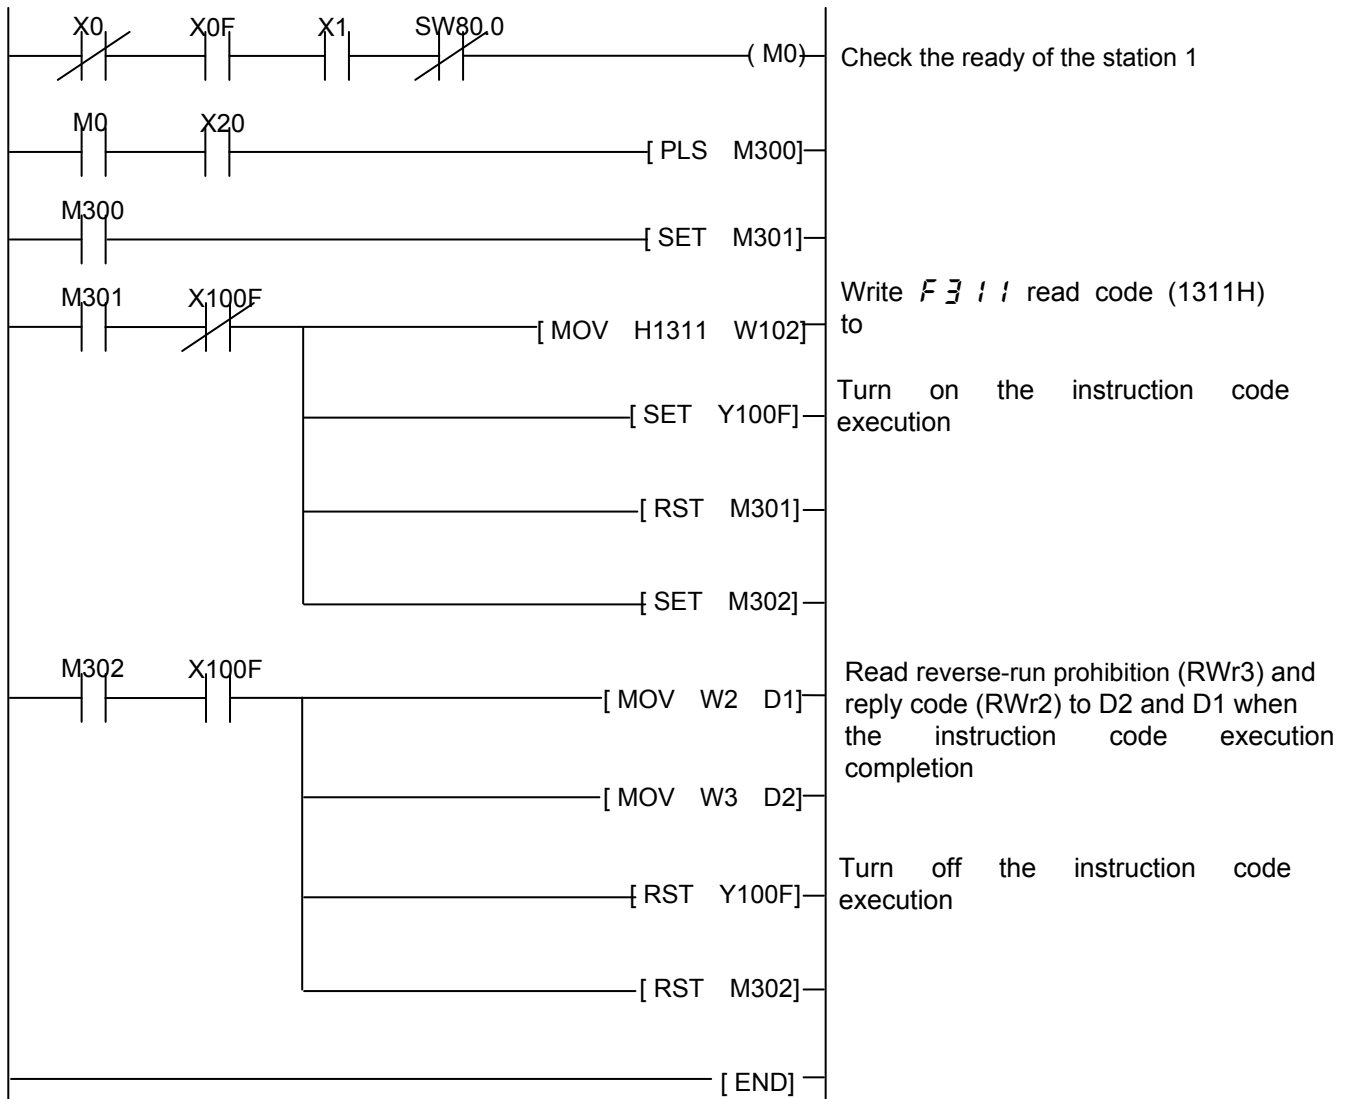 X0 X0F X1 SW80.0
( M0) Check the ready of the station 1
M0 X20
[ PLS M300]
M300
[ SET M301]
M301 X100F
[ MOV H1311 W102]
Write F311 read code (1311H)
to
[ SET Y100F]
Turn on the instruction code
execution
[ RST M301]
[ SET M302]
M302 X100F
[ MOV W2 D1]
Read reverse-run prohibition (RWr3) and
reply code (RWr2) to D2 and D1 when
the instruction code execution
completion
[ MOV W3 D2]
[ RST Y100F]
Turn off the instruction code
execution
[ RST M302]
[ END]